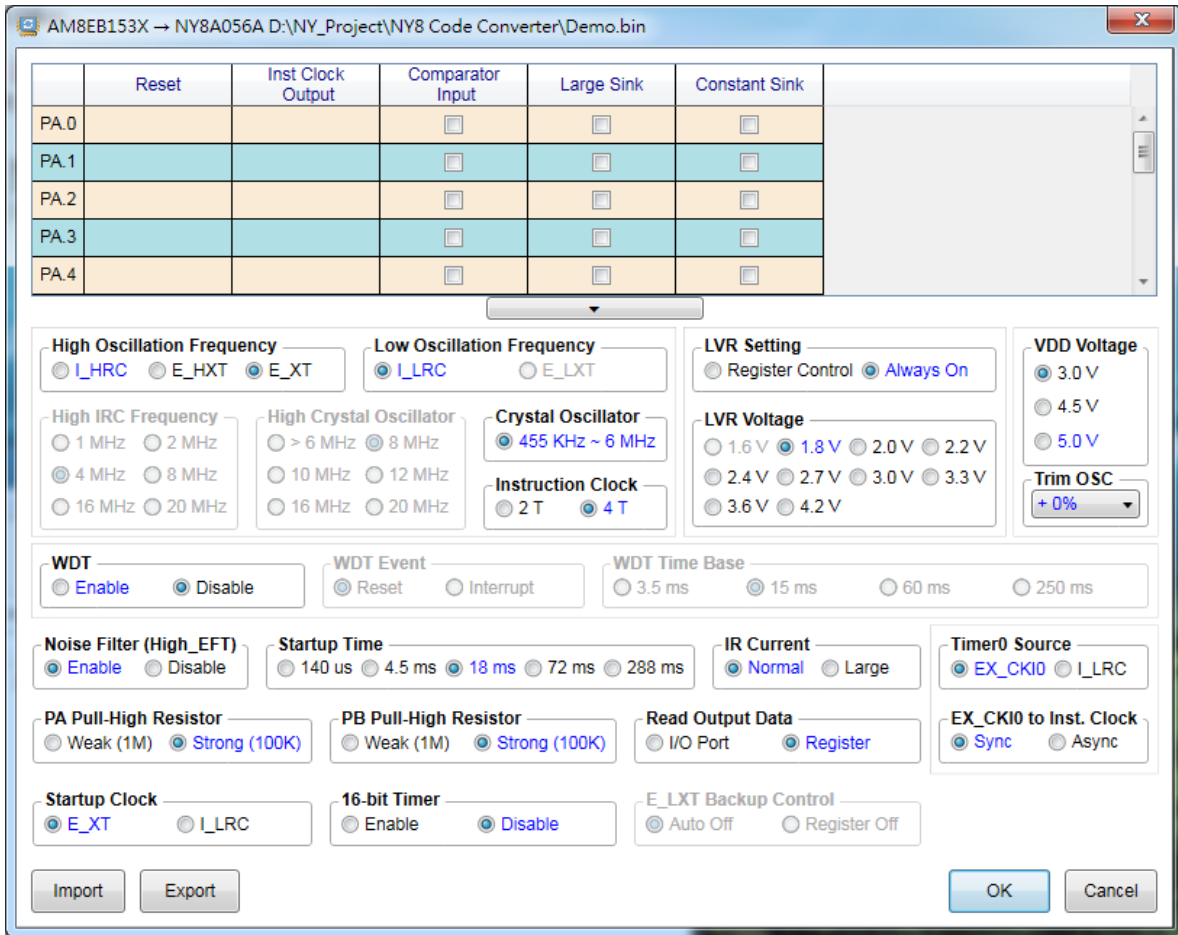 AM8EB153X → NY8A056A D:\NY_Project\NY8 Code Converter\Demo.bin
Reset Inst Clock Output Comparator Input Large Sink Constant Sink
PA.0
PA.1
PA.2
PA.3
PA.4
High Oscillation Frequency
I_HRC E_HXT E_XT
Low Oscillation Frequency
I_LRC E_LXT
High IRC Frequency
1 MHz 2 MHz
4 MHz 8 MHz
16 MHz 20 MHz
High Crystal Oscillator
> 6 MHz 8 MHz
10 MHz 12 MHz
16 MHz 20 MHz
Crystal Oscillator
455 KHz ~ 6 MHz
Instruction Clock
2 T 4 T
LVR Setting
Register Control Always On
LVR Voltage
1.6 V 1.8 V 2.0 V 2.2 V
2.4 V 2.7 V 3.0 V 3.3 V
3.6 V 4.2 V
VDD Voltage
3.0 V
4.5 V
5.0 V
Trim OSC
+ 0%
WDT
Enable Disable
WDT Event
Reset Interrupt
WDT Time Base
3.5 ms 15 ms 60 ms 250 ms
Noise Filter (High_EFT)
Enable Disable
Startup Time
140 us 4.5 ms 18 ms 72 ms 288 ms
IR Current
Normal Large
Timer0 Source
EX_CKI0 I_LRC
PA Pull-High Resistor
Weak (1M) Strong (100K)
PB Pull-High Resistor
Weak (1M) Strong (100K)
Read Output Data
I/O Port Register
EX_CKI0 to Inst. Clock
Sync Async
Startup Clock
E_XT I_LRC
16-bit Timer
Enable Disable
E_LXT Backup Control
Auto Off Register Off
Import Export OK Cancel